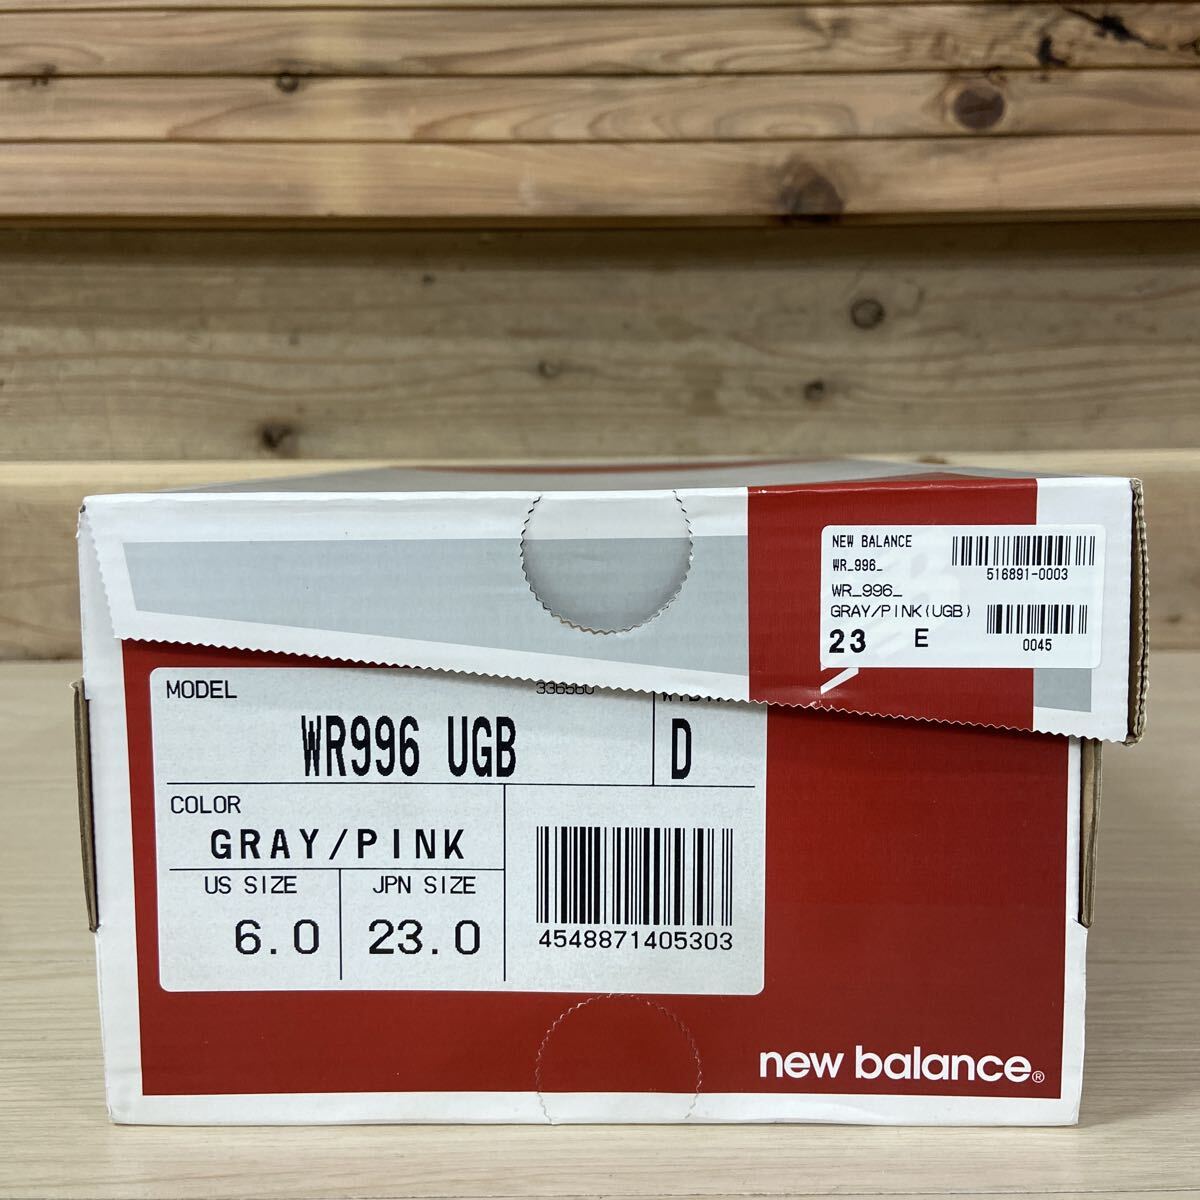 NEW BALANCE
WR_996_
516891-0003
WR_996_
GRAY/PINK(UGB)
23 E
0045
MODEL
336560
WR996 UGB
D
COLOR
GRAY/PINK
US SIZE
JPN SIZE
6.0
23.0
4548871405303
new balance®